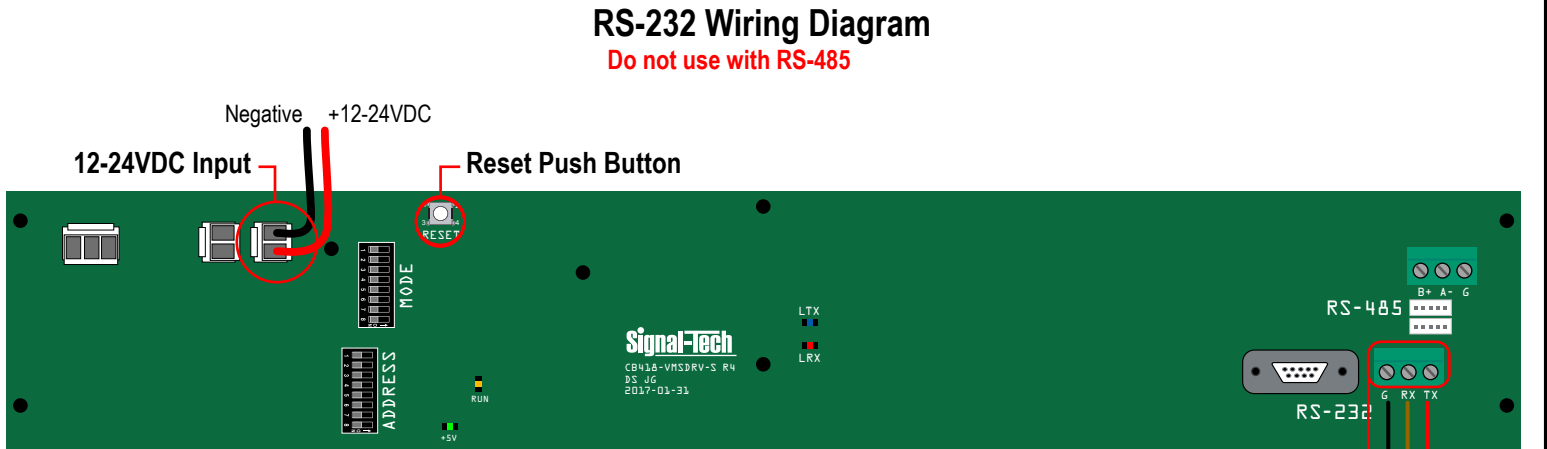 RS-232 Wiring Diagram
Do not use with RS-485
Negative +12-24VDC
12-24VDC Input
Reset Push Button
RESET
MODE
ADDRESS
RUN
+5V
LTX
LRX
Signal-Tech
CB418-VMSDRV-S R4
DS JG
2017-01-31
B+ A- G
RS-485
RS-232
G RX TX